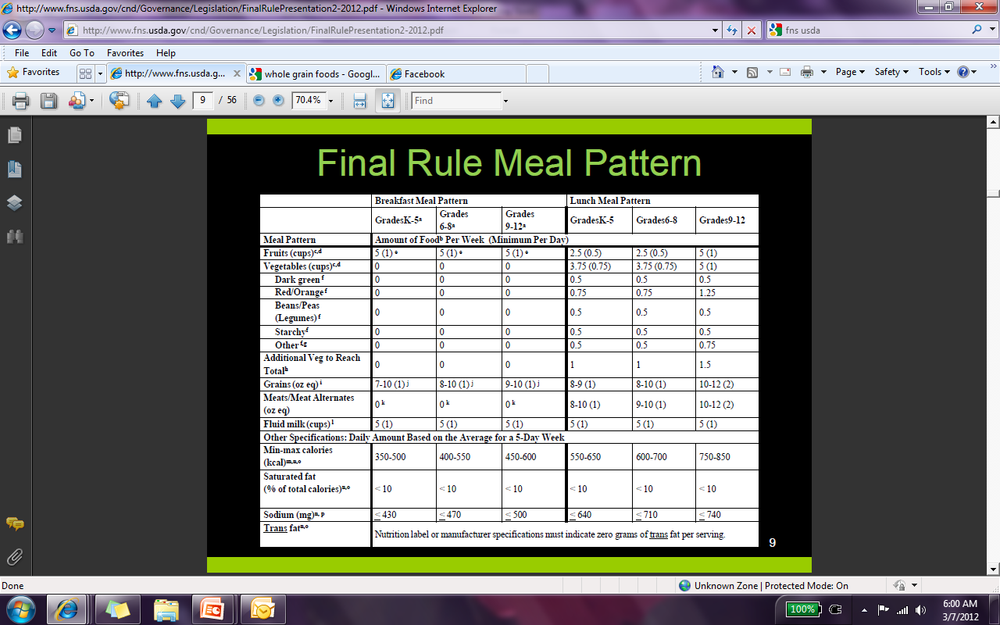 http://www.fns.usda.gov/cnd/Governance/Legislation/FinalRulePresentation2-2012.pdf - Windows Internet Explorer
http://www.fns.usda.gov/cnd/Governance/Legislation/FinalRulePresentation2-2012.pdf fns usda
File Edit Go To Favorites Help
Favorites http://www.fns.usda.g... whole grain foods - Googl... Facebook Page Safety Tools
9 / 56 70.4% Find
Final Rule Meal Pattern
Breakfast Meal Pattern Lunch Meal Pattern
GradesK-5ᵃ Grades 6-8ᵃ Grades 9-12ᵃ GradesK-5 Grades6-8 Grades9-12
Meal Pattern Amount of Foodᵇ Per Week (Minimum Per Day)
Fruits (cups)ᶜ,ᵈ 5 (1) ᵉ 5 (1) ᵉ 5 (1) ᵉ 2.5 (0.5) 2.5 (0.5) 5 (1)
Vegetables (cups)ᶜ,ᵈ 0 0 0 3.75 (0.75) 3.75 (0.75) 5 (1)
Dark green ᶠ 0 0 0 0.5 0.5 0.5
Red/Orange ᶠ 0 0 0 0.75 0.75 1.25
Beans/Peas
(Legumes) ᶠ 0 0 0 0.5 0.5 0.5
Starchyᶠ 0 0 0 0.5 0.5 0.5
Other ᶠ,ᵍ 0 0 0 0.5 0.5 0.75
Additional Veg to Reach
Totalʰ 0 0 0 1 1 1.5
Grains (oz eq) ⁱ 7-10 (1) ʲ 8-10 (1) ʲ 9-10 (1) ʲ 8-9 (1) 8-10 (1) 10-12 (2)
Meats/Meat Alternates
(oz eq) 0 ᵏ 0 ᵏ 0 ᵏ 8-10 (1) 9-10 (1) 10-12 (2)
Fluid milk (cups) ˡ 5 (1) 5 (1) 5 (1) 5 (1) 5 (1) 5 (1)
Other Specifications: Daily Amount Based on the Average for a 5-Day Week
Min-max calories
(kcal)ᵐ,ⁿ,ᵒ 350-500 400-550 450-600 550-650 600-700 750-850
Saturated fat
(% of total calories)ⁿ,ᵒ < 10 < 10 < 10 < 10 < 10 < 10
Sodium (mg)ⁿ, ᵖ ≤ 430 ≤ 470 ≤ 500 ≤ 640 ≤ 710 ≤ 740
Trans fatⁿ,ᵒ Nutrition label or manufacturer specifications must indicate zero grams of trans fat per serving.
9
Done Unknown Zone | Protected Mode: On
100% 6:00 AM
3/7/2012